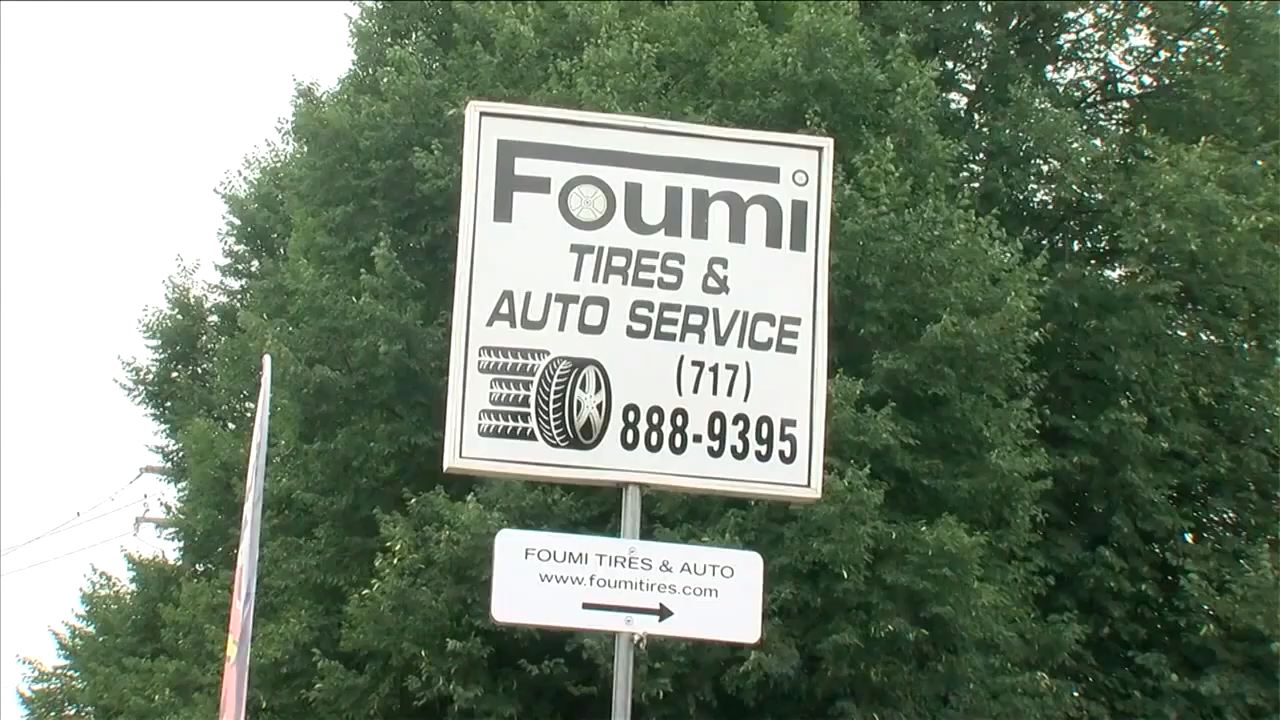 Foumi
TIRES &
AUTO SERVICE
(717)
888-9395
FOUMI TIRES & AUTO
www.foumitires.com